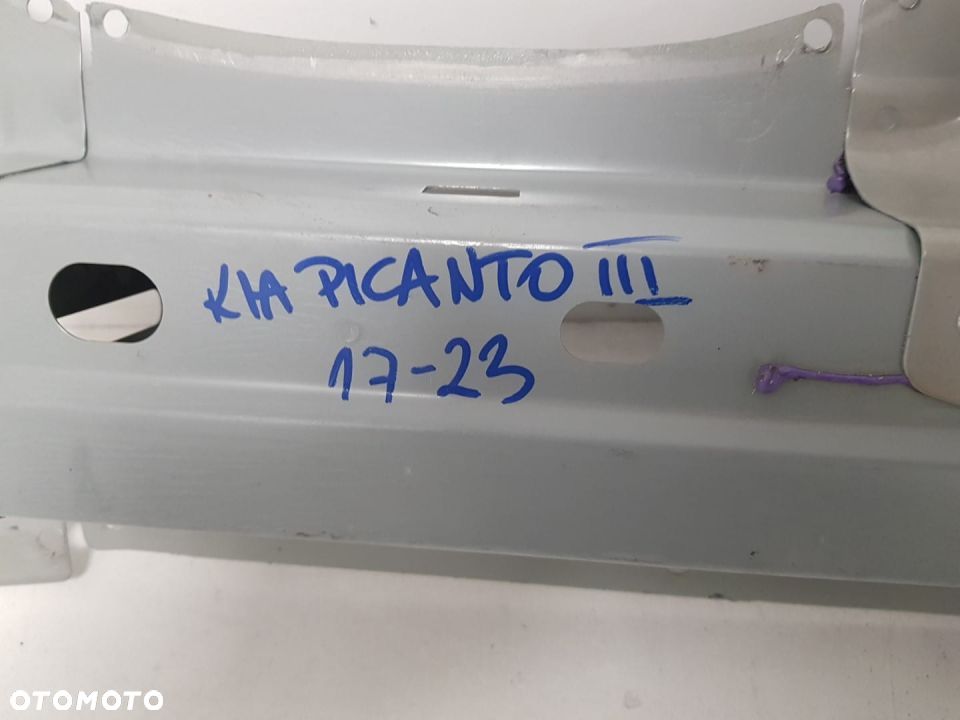 KIA PICANTO III
17-23
OTOMOTO